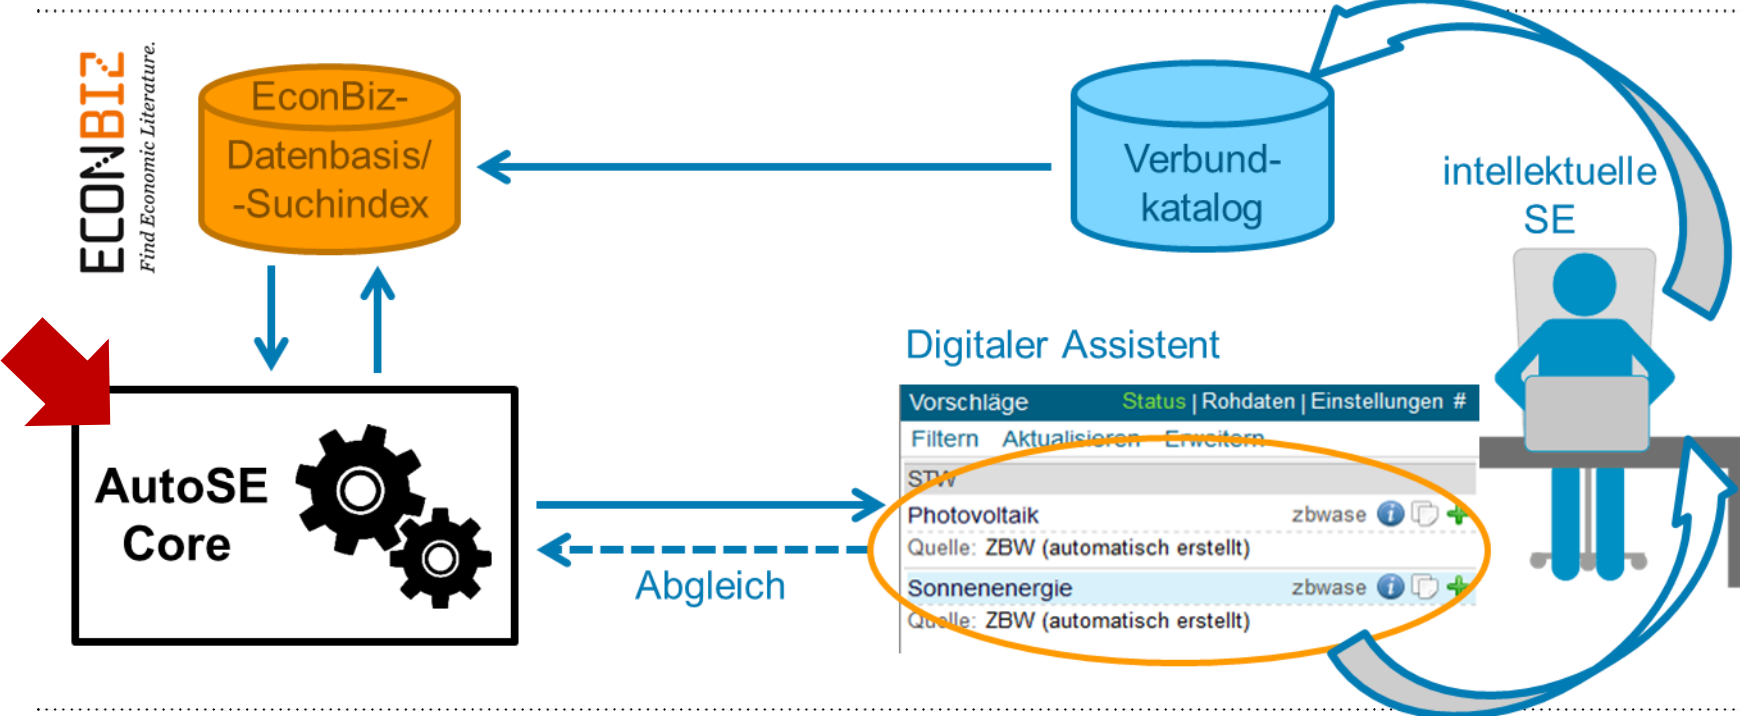 ECONBIZ
Find Economic Literature.
EconBiz-
Datenbasis/
-Suchindex
Verbund-
katalog
intellektuelle
SE
Digitaler Assistent
Vorschläge Status | Rohdaten | Einstellungen #
Filtern Aktualisieren Erweitern
STW
Photovoltaik zbwase
Quelle: ZBW (automatisch erstellt)
Sonnenenergie zbwase
Quelle: ZBW (automatisch erstellt)
AutoSE
Core
Abgleich